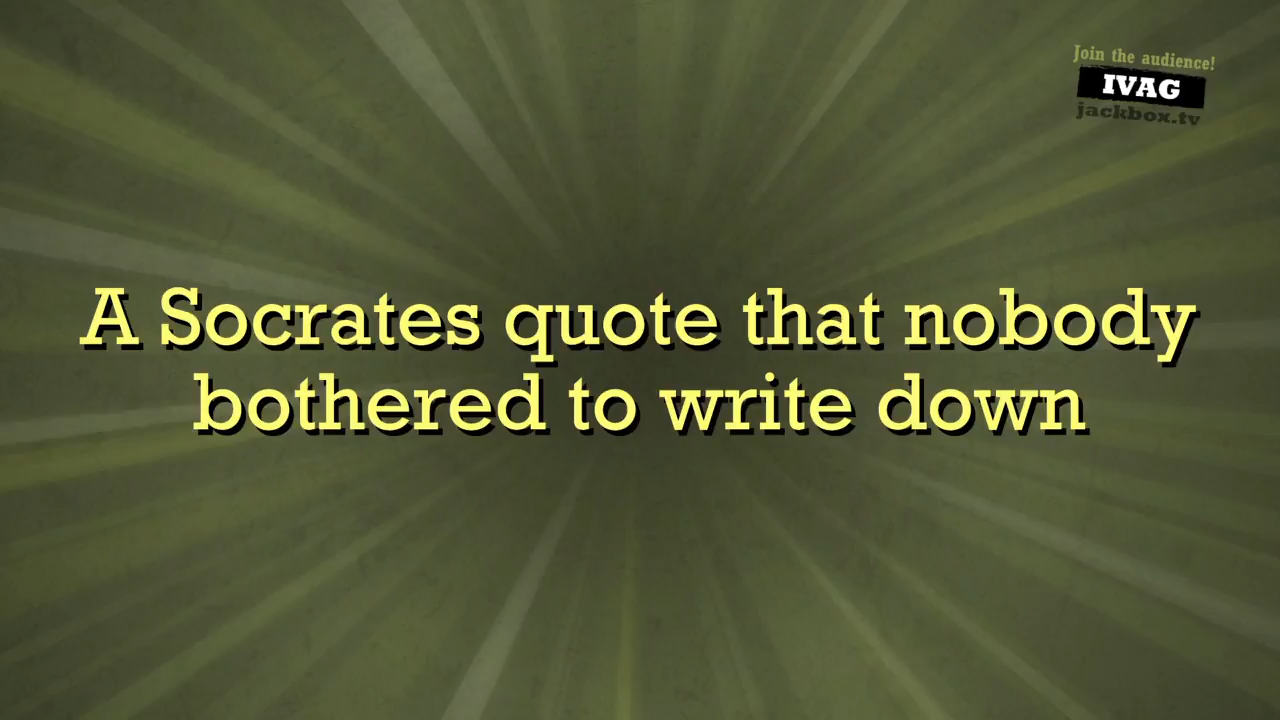 Join the audience!
IVAG
jackbox.tv
A Socrates quote that nobody
bothered to write down